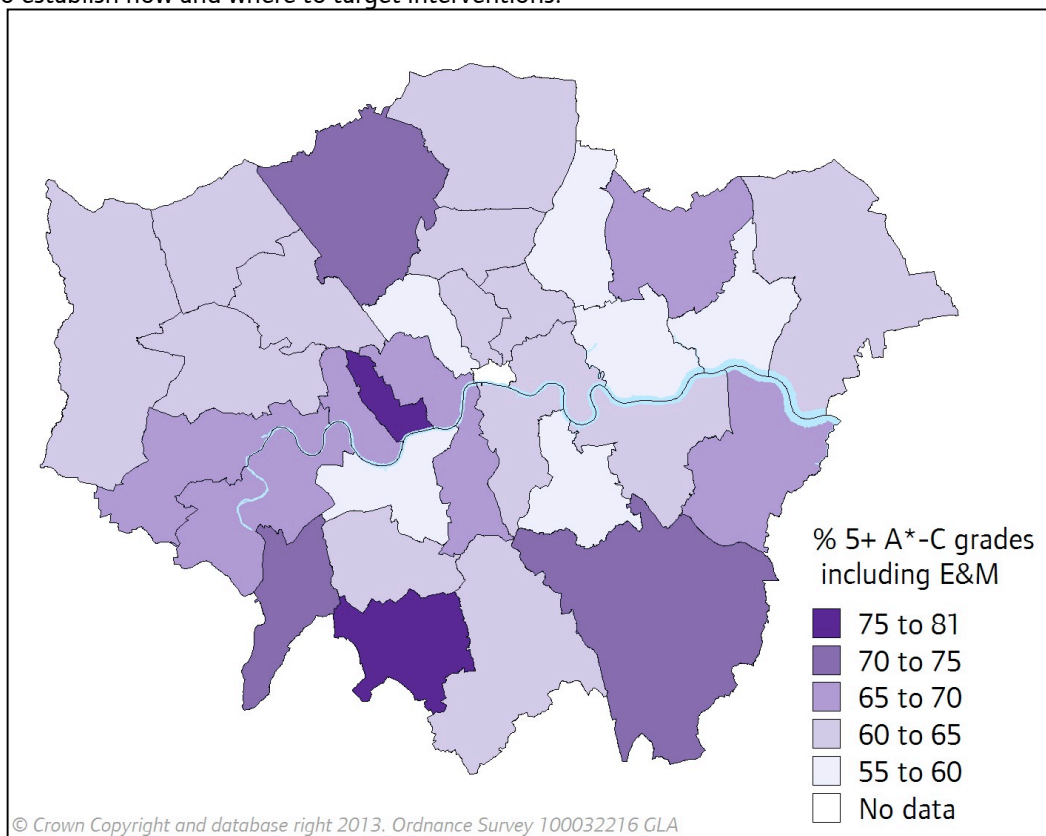 to establish how and where to target interventions.
% 5+ A*-C grades
including E&M
75 to 81
70 to 75
65 to 70
60 to 65
55 to 60
No data
© Crown Copyright and database right 2013. Ordnance Survey 100032216 GLA